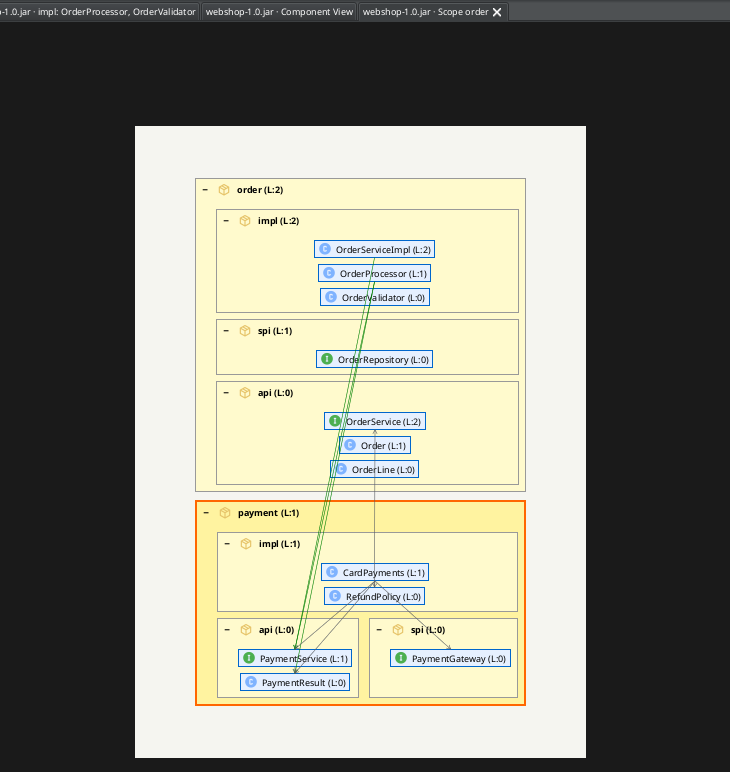 -1.0.jar · impl: OrderProcessor, OrderValidator
webshop-1.0.jar · Component View
webshop-1.0.jar · Scope order
order (L:2)
impl (L:2)
OrderServiceImpl (L:2)
OrderProcessor (L:1)
OrderValidator (L:0)
spi (L:1)
OrderRepository (L:0)
api (L:0)
OrderService (L:2)
Order (L:1)
OrderLine (L:0)
payment (L:1)
impl (L:1)
CardPayments (L:1)
RefundPolicy (L:0)
api (L:0)
spi (L:0)
PaymentService (L:1)
PaymentGateway (L:0)
PaymentResult (L:0)